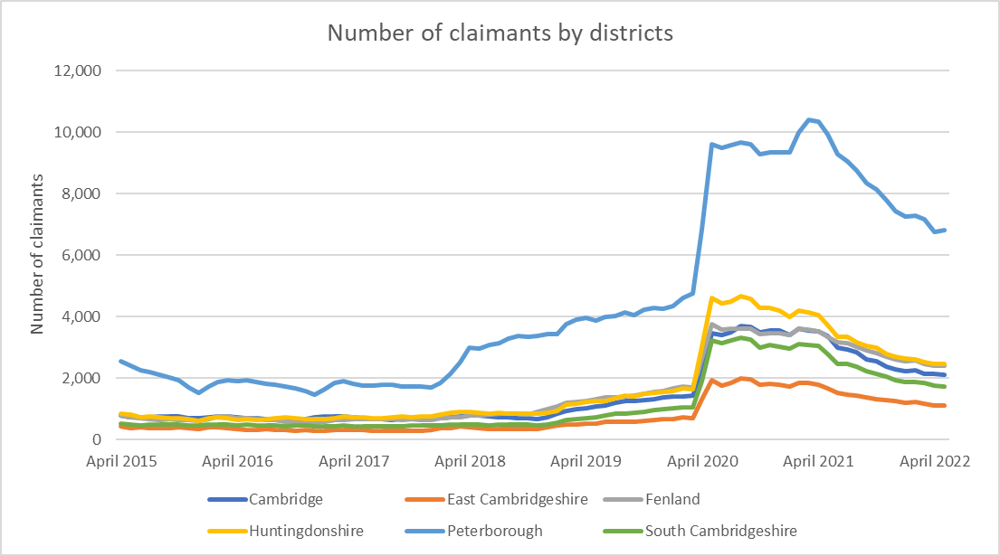 Number of claimants by districts
12,000
10,000
8,000
6,000
4,000
2,000
0
Number of claimants
April 2015 April 2016 April 2017 April 2018 April 2019 April 2020 April 2021 April 2022
Cambridge East Cambridgeshire Fenland
Huntingdonshire Peterborough South Cambridgeshire